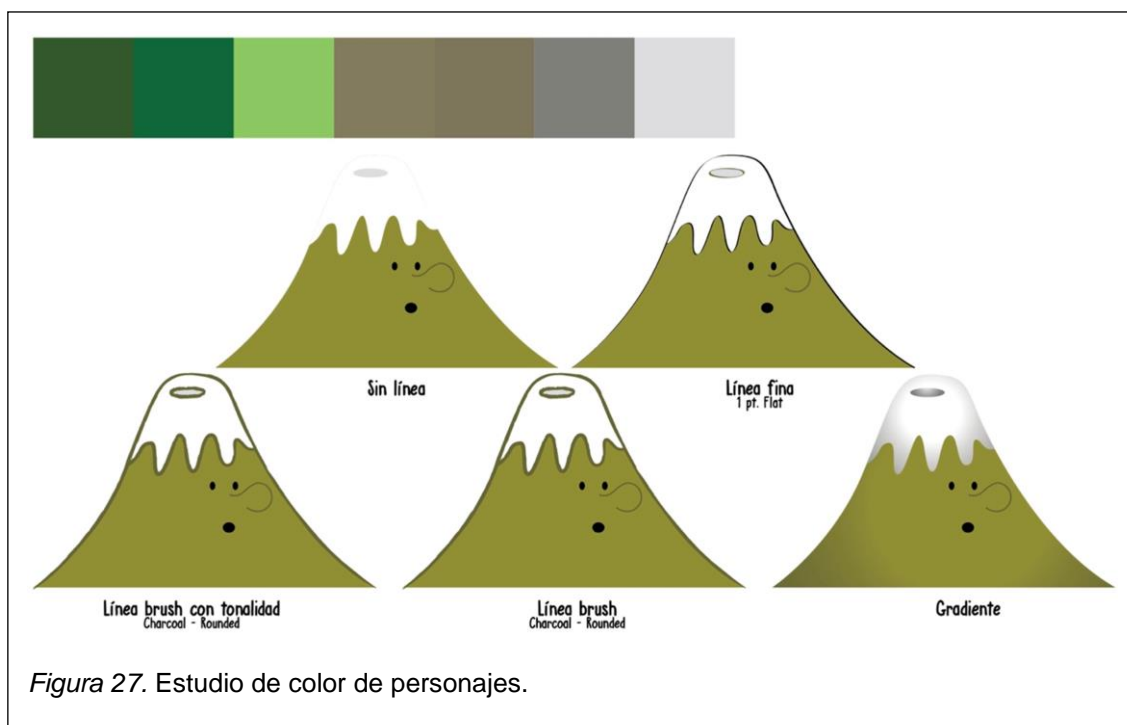 Sin línea
Línea fina
1 pt. Flat
Línea brush con tonalidad
Charcoal - Rounded
Línea brush
Charcoal - Rounded
Gradiente
Figura 27. Estudio de color de personajes.